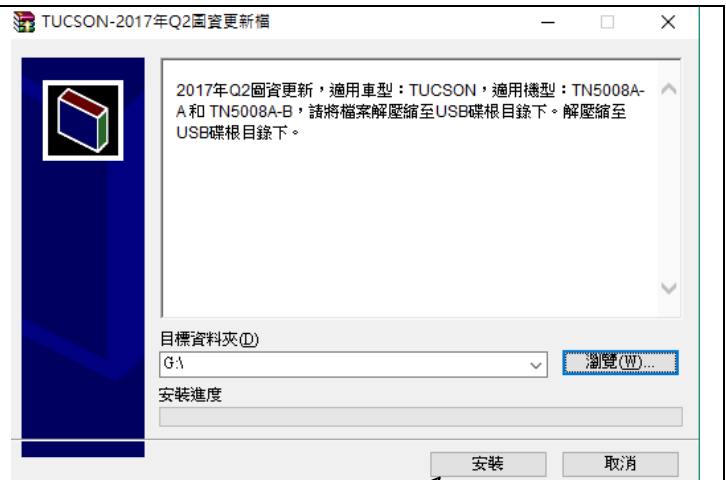 TUCSON-2017年Q2圖資更新檔
2017年Q2圖資更新，適用車型：TUCSON，適用機型：TN5008A-
A和 TN5008A-B，請將檔案解壓縮至USB碟根目錄下。解壓縮至
USB碟根目錄下。
目標資料夾(D)
G:\
瀏覽(W)...
安裝進度
安裝
取消